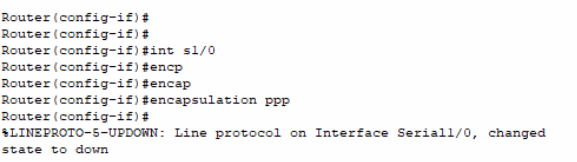 Router(config-if)#
Router(config-if)#
Router(config-if)#int s1/0
Router(config-if)#encp
Router(config-if)#encap
Router(config-if)#encapsulation ppp
Router(config-if)#
%LINEPROTO-5-UPDOWN: Line protocol on Interface Serial1/0, changed
state to down